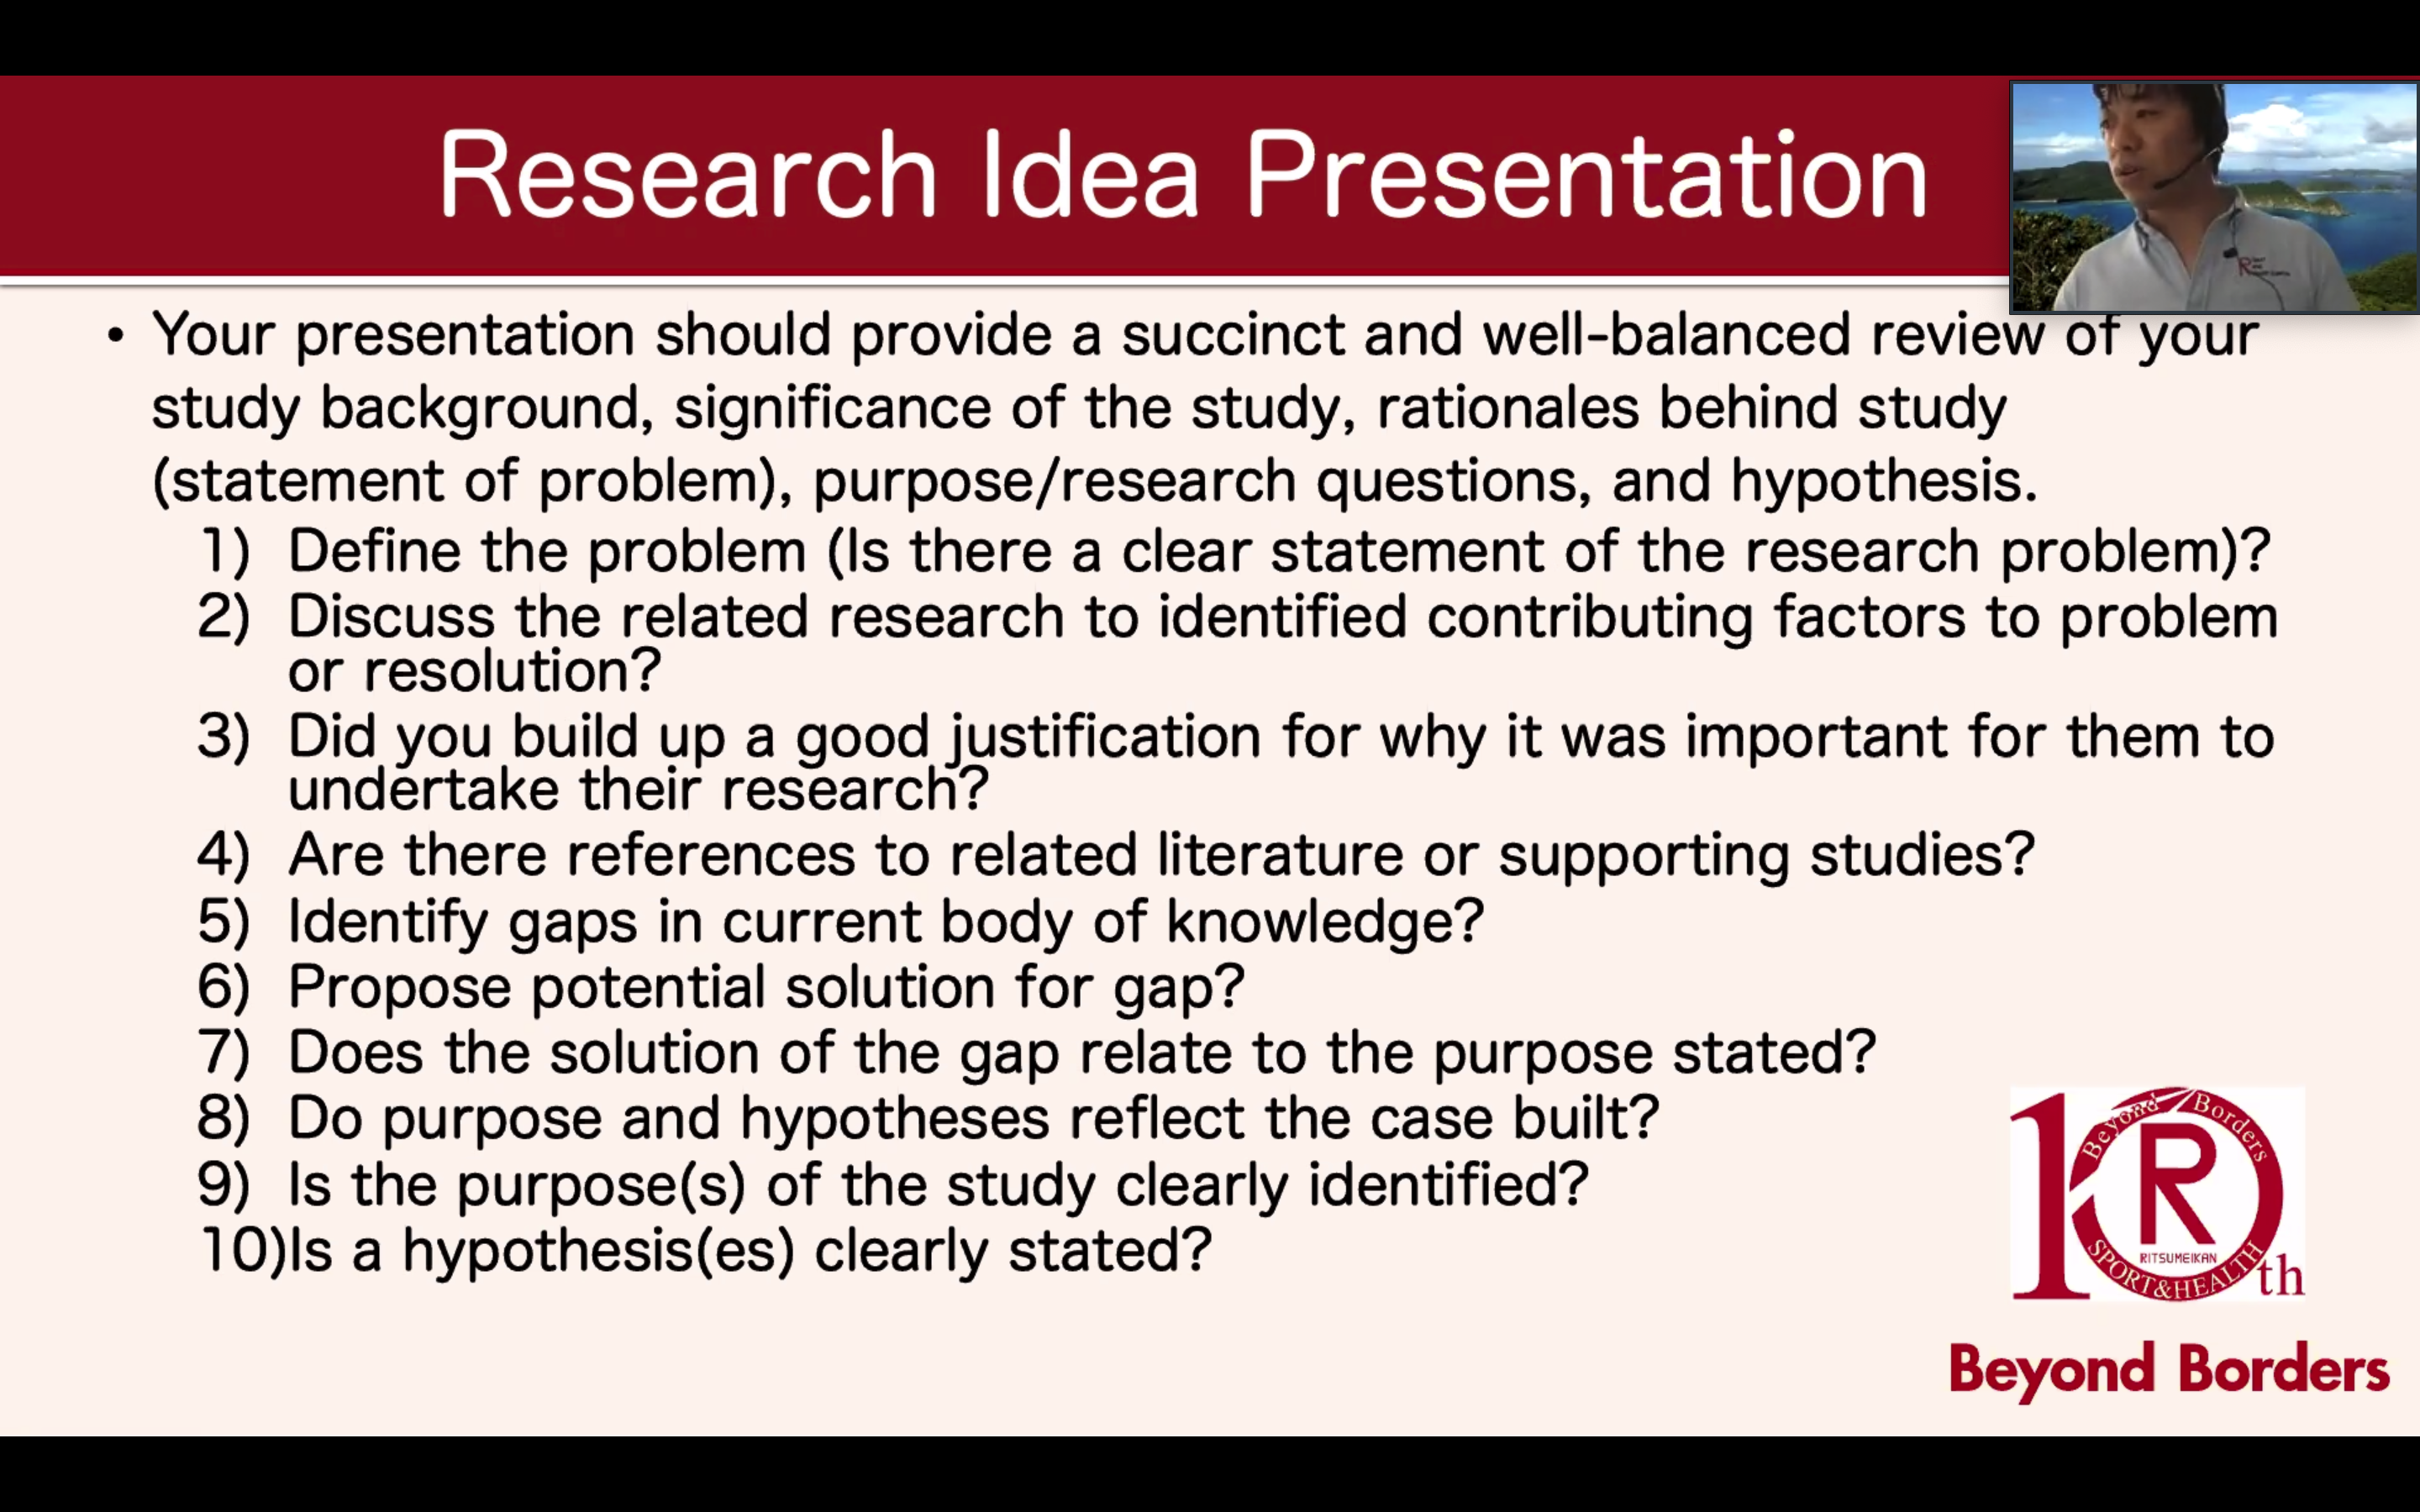 Research Idea Presentation
• Your presentation should provide a succinct and well-balanced review of your
study background, significance of the study, rationales behind study
(statement of problem), purpose/research questions, and hypothesis.
1) Define the problem (Is there a clear statement of the research problem)?
2) Discuss the related research to identified contributing factors to problem
or resolution?
3) Did you build up a good justification for why it was important for them to
undertake their research?
4) Are there references to related literature or supporting studies?
5) Identify gaps in current body of knowledge?
6) Propose potential solution for gap?
7) Does the solution of the gap relate to the purpose stated?
8) Do purpose and hypotheses reflect the case built?
9) Is the purpose(s) of the study clearly identified?
10)Is a hypothesis(es) clearly stated?
Beyond Borders
10th
R
RITSUMEIKAN
SPORT&HEALTH
Beyond Borders